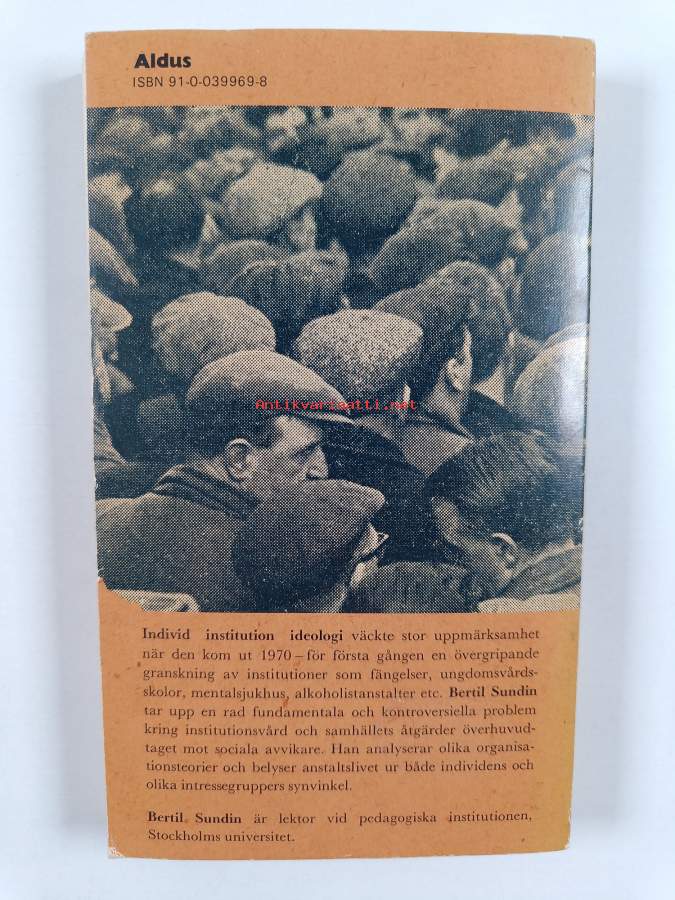 Aldus
ISBN 91-0-039969-8
Antikvariaatti.net
Individ institution ideologi väckte stor uppmärksamhet
när den kom ut 1970 – för första gången en övergripande
granskning av institutioner som fängelser, ungdomsvårds-
skolor, mentalsjukhus, alkoholistanstalter etc. Bertil Sundin
tar upp en rad fundamentala och kontroversiella problem
kring institutionsvård och samhällets åtgärder överhuvud-
taget mot sociala avvikare. Han analyserar olika organisa-
tionsteorier och belyser anstaltslivet ur både individens och
olika intressegruppers synvinkel.
Bertil Sundin är lektor vid pedagogiska institutionen,
Stockholms universitet.